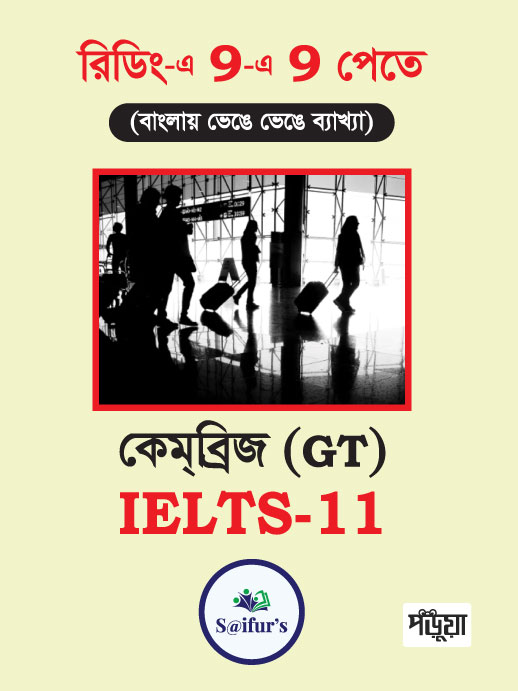 রিডিং-এ 9-এ 9 পেতে
(বাংলায় ভেঙে ভেঙে ব্যাখ্যা)
কেম্‌ব্রিজ (GT)
IELTS-11
S@ifur's
পড়ুয়া